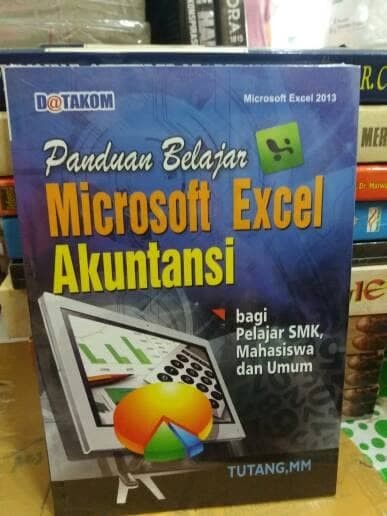 D@TAKOM
Microsoft Excel 2013
Panduan Belajar
Microsoft Excel
Akuntansi
bagi
Pelajar SMK,
Mahasiswa
dan Umum
TUTANG,MM